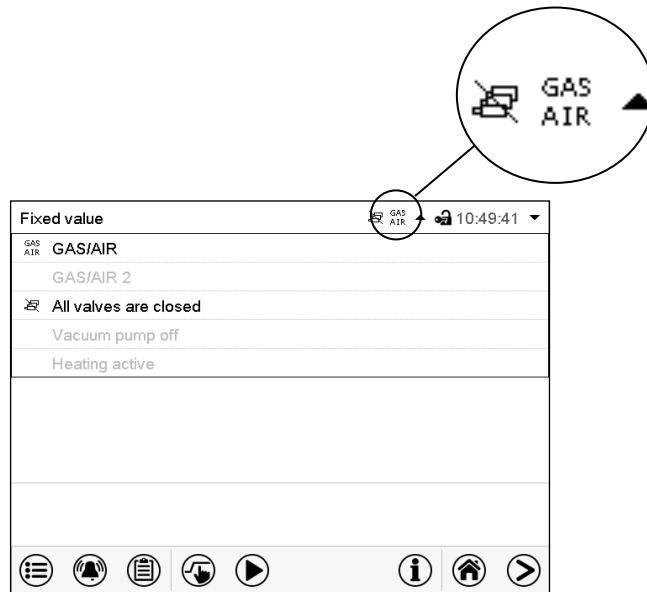 GAS
AIR
Fixed value
GAS
AIR
10:49:41
GAS
AIR
GAS/AIR
GAS/AIR 2
All valves are closed
Vacuum pump off
Heating active